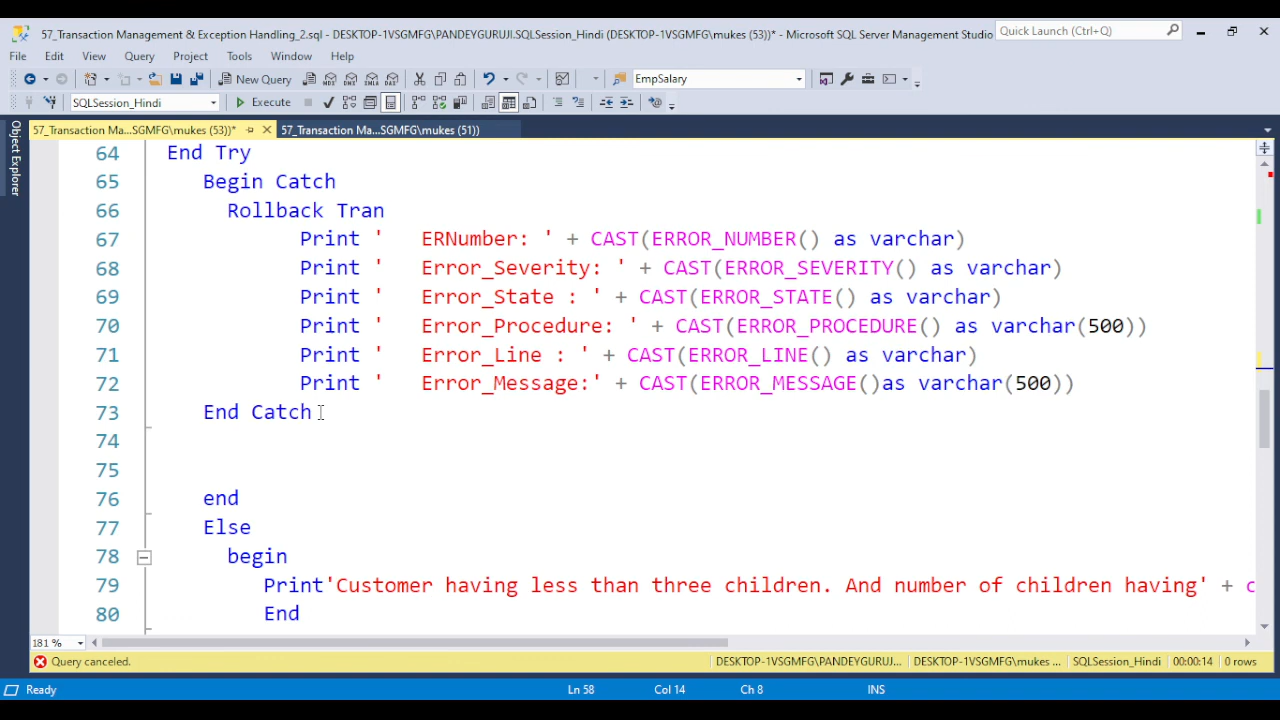 57_Transaction Management & Exception Handling_2.sql - DESKTOP-1VSGMFG\PANDEYGURUJI.SQLSession_Hindi (DESKTOP-1VSGMFG\mukes (53))* - Microsoft SQL Server Management Studio
Quick Launch (Ctrl+Q)
File Edit View Query Project Tools Window Help
New Query EmpSalary
SQLSession_Hindi Execute
57_Transaction Ma...SGMFG\mukes (53))* 57_Transaction Ma...SGMFG\mukes (51))
Object Explorer
64 End Try
65 Begin Catch
66 Rollback Tran
67 Print '   ERNumber: ' + CAST(ERROR_NUMBER() as varchar)
68 Print '   Error_Severity: ' + CAST(ERROR_SEVERITY() as varchar)
69 Print '   Error_State : ' + CAST(ERROR_STATE() as varchar)
70 Print '   Error_Procedure: ' + CAST(ERROR_PROCEDURE() as varchar(500))
71 Print '   Error_Line : ' + CAST(ERROR_LINE() as varchar)
72 Print '   Error_Message:' + CAST(ERROR_MESSAGE()as varchar(500))
73 End Catch
74
75
76 end
77 Else
78 begin
79 Print'Customer having less than three children. And number of children having' + c
80 End
181 %
Query canceled. DESKTOP-1VSGMFG\PANDEYGURUJ... DESKTOP-1VSGMFG\mukes ... SQLSession_Hindi 00:00:14 0 rows
Ready Ln 58 Col 14 Ch 8 INS